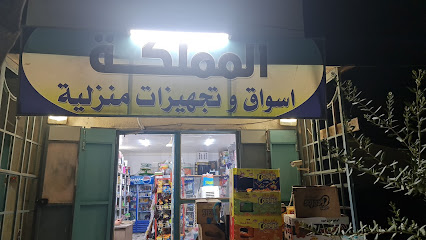 المملكة
اسواق و تجهيزات منزلية